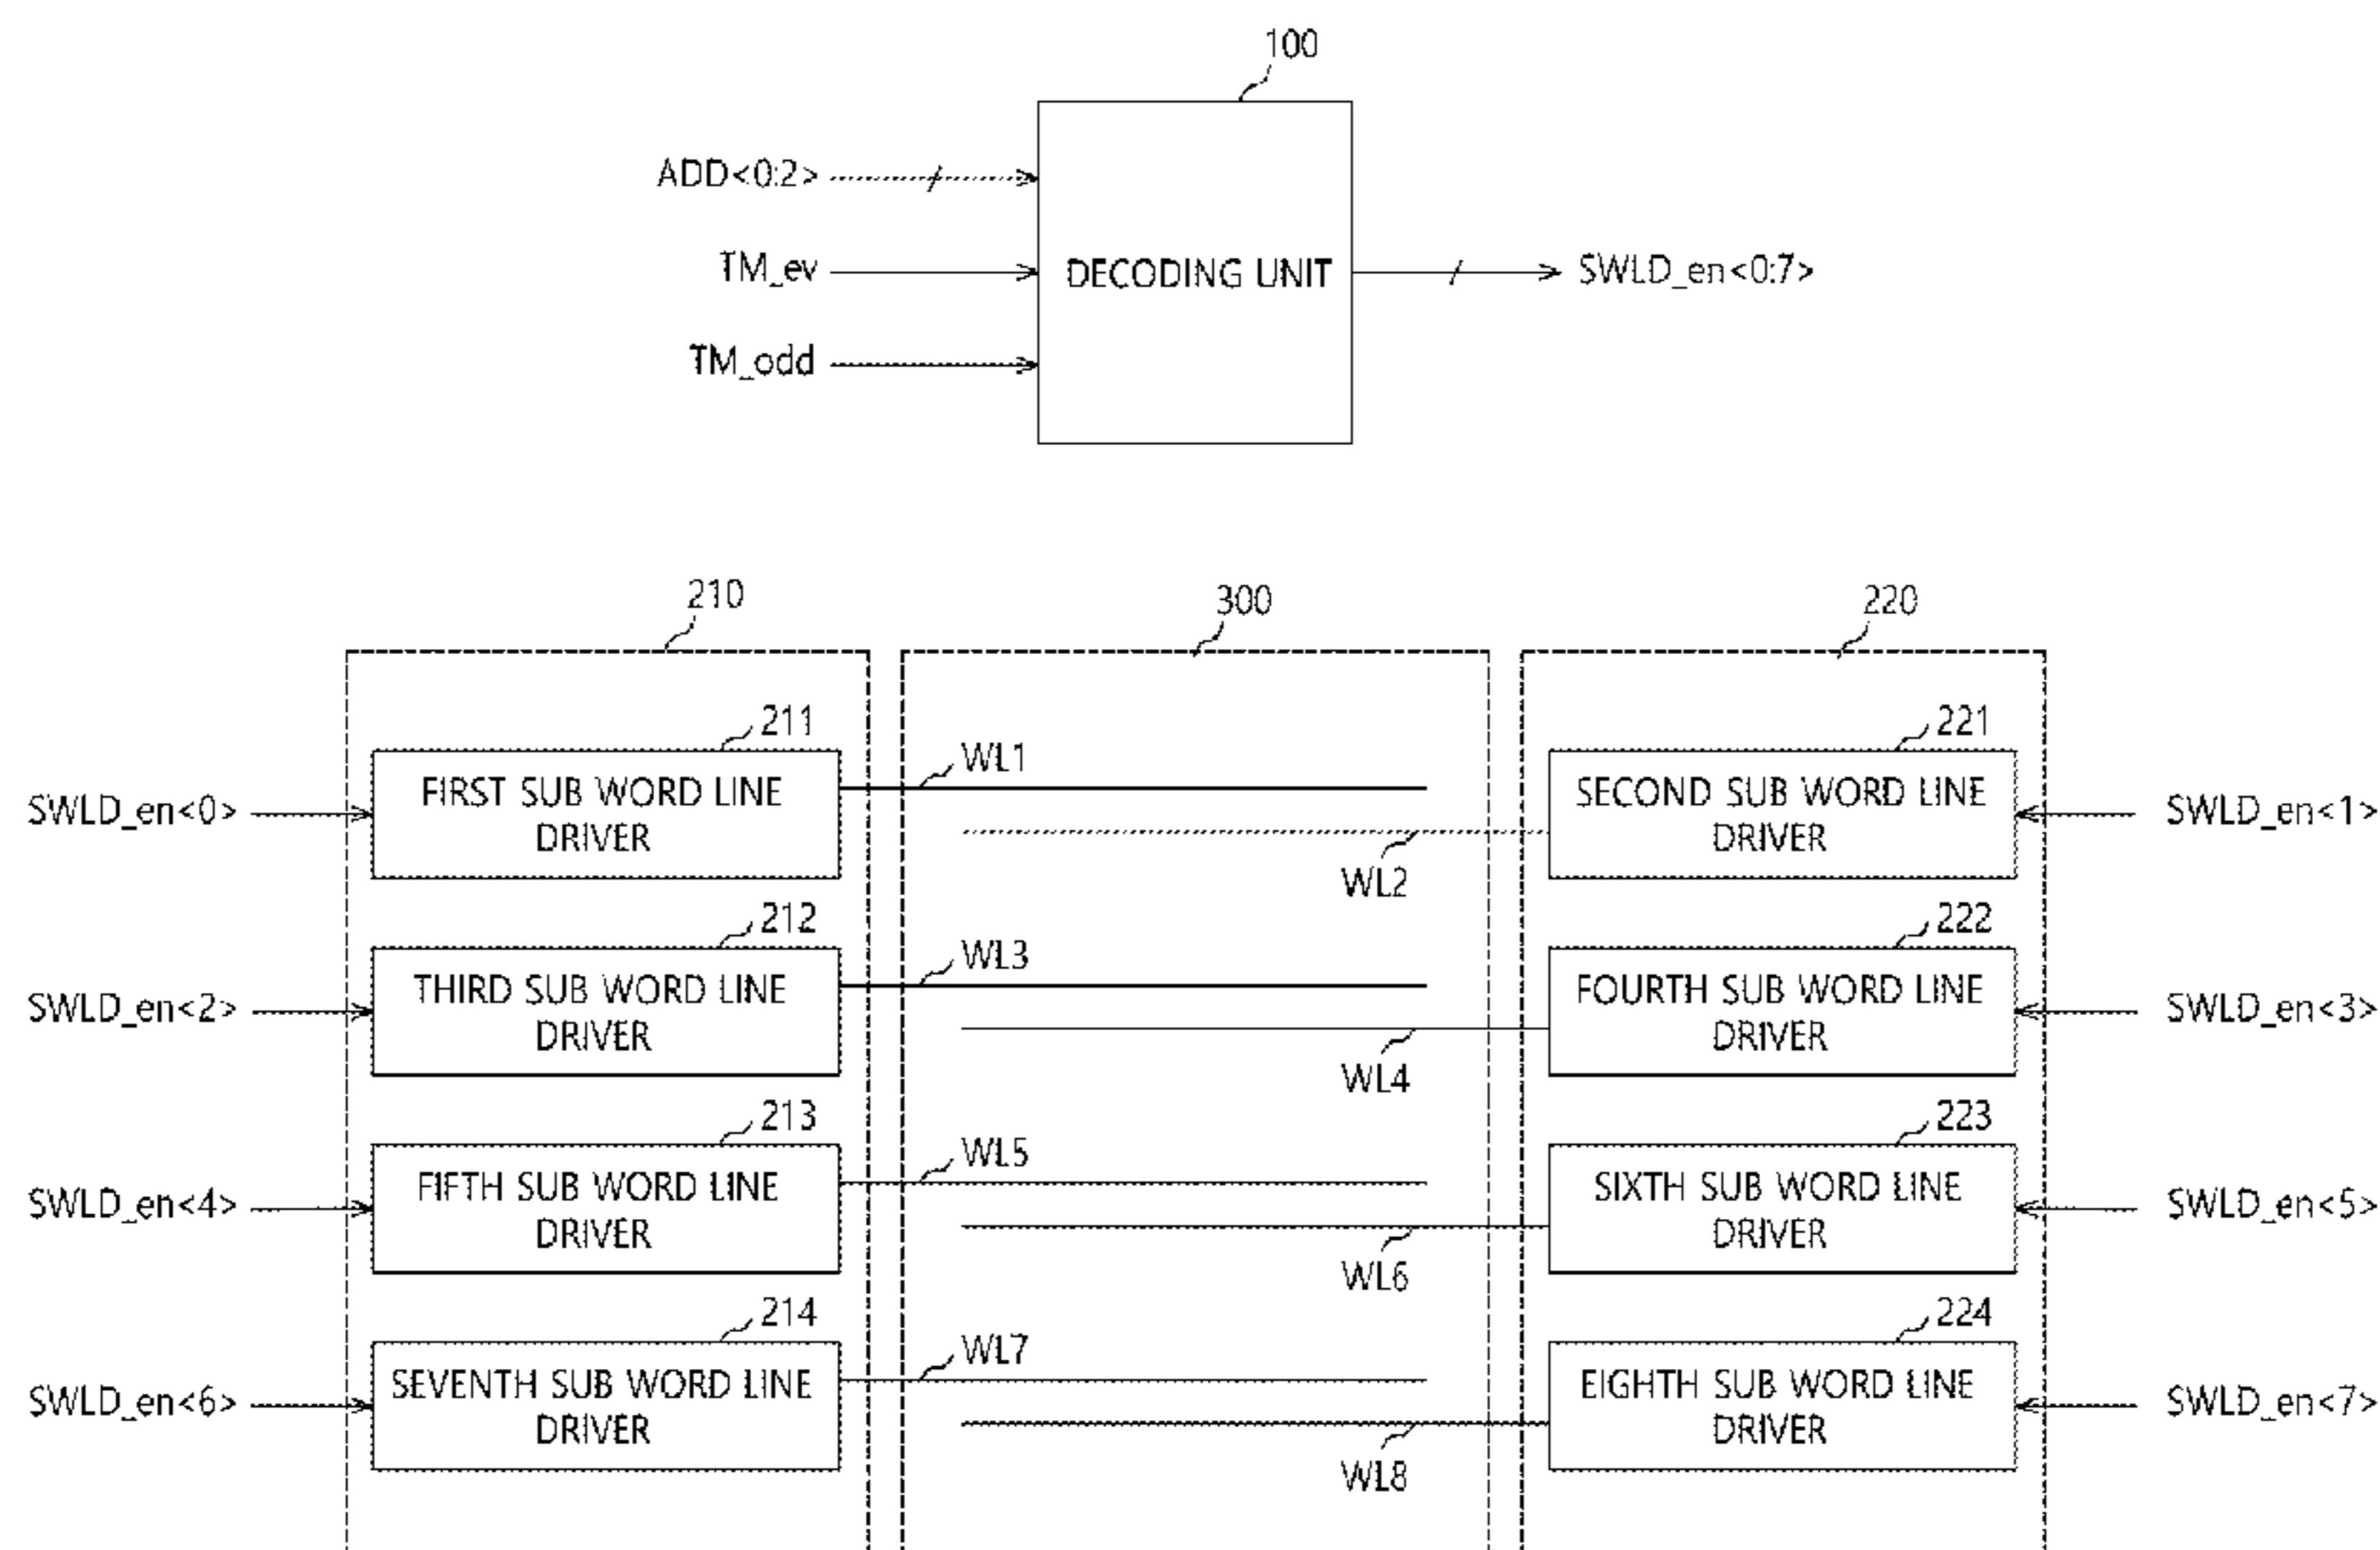 100
ADD<0:2>
TM_ev
TM_odd
DECODING UNIT
SWLD_en<0:7>
210
300
220
211
WL1
221
SWLD_en<0>
FIRST SUB WORD LINE
DRIVER
SECOND SUB WORD LINE
DRIVER
SWLD_en<1>
WL2
212
WL3
222
SWLD_en<2>
THIRD SUB WORD LINE
DRIVER
FOURTH SUB WORD LINE
DRIVER
SWLD_en<3>
WL4
213
WL5
223
SWLD_en<4>
FIFTH SUB WORD LINE
DRIVER
SIXTH SUB WORD LINE
DRIVER
SWLD_en<5>
WL6
214
WL7
224
SWLD_en<6>
SEVENTH SUB WORD LINE
DRIVER
EIGHTH SUB WORD LINE
DRIVER
SWLD_en<7>
WL8